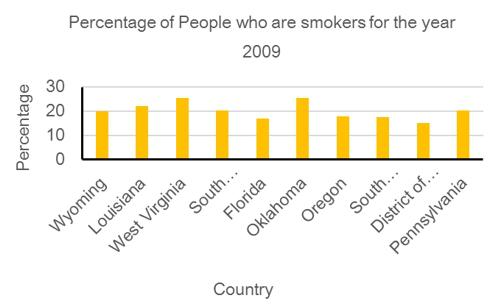 Percentage of People who are smokers for the year
2009
Percentage
30
20
10
0
Wyoming
Louisiana
West Virginia
South...
Florida
Oklahoma
Oregon
South...
District of...
Pennsylvania
Country